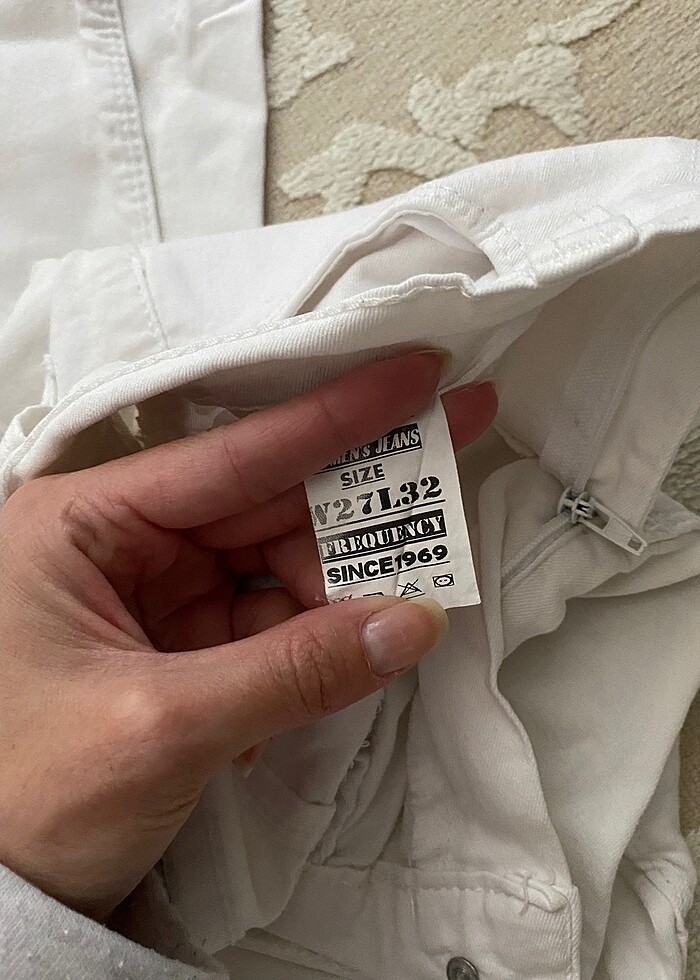 MEN'S JEANS
SIZE
W27L32
FREQUENCY
SINCE1969